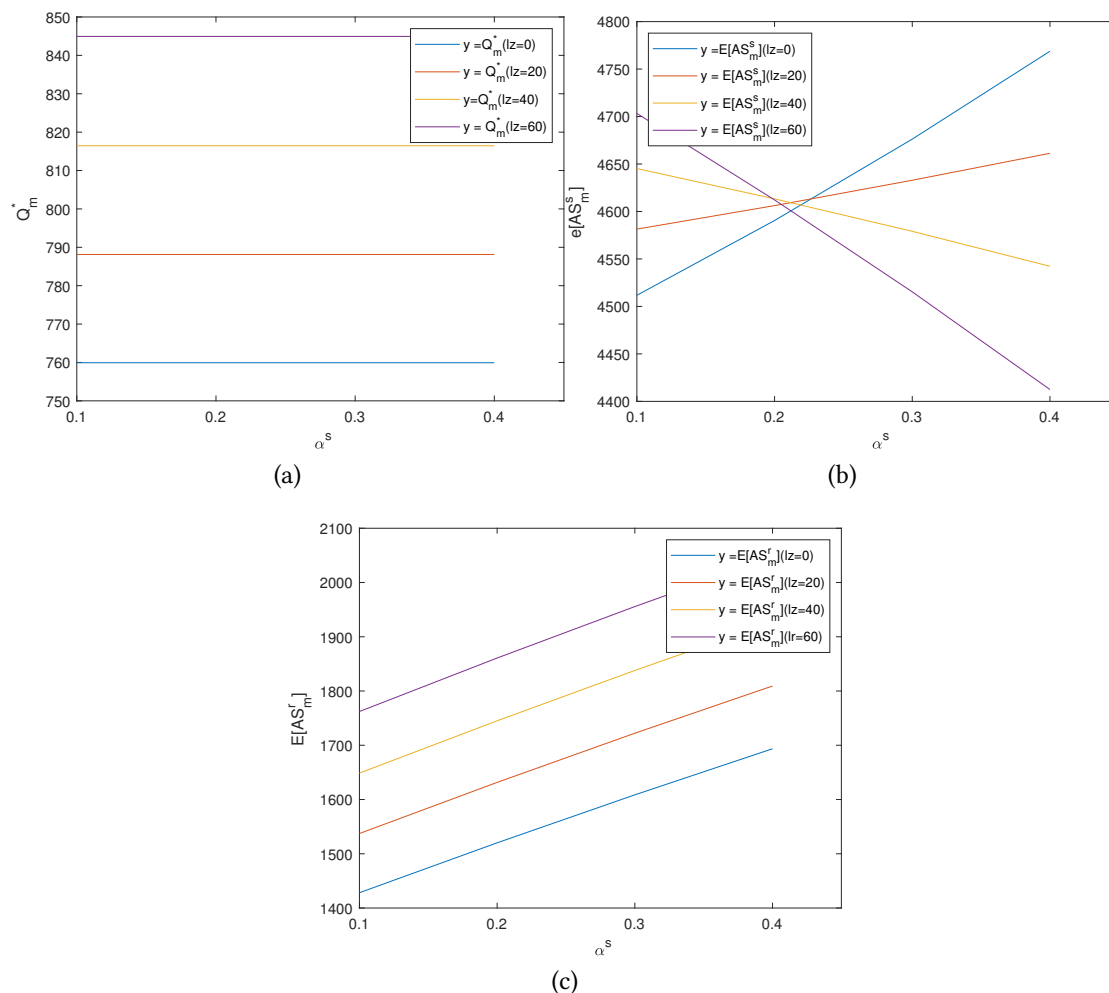 850
840
830
820
810
800
790
780
770
760
750
Q*m
0.1 0.2 0.3 0.4
αs
y =Q*m(lz=0)
y = Q*m(lz=20)
y=Q*m(lz=40)
y = Q*m(lz=60)
(a)
4800
4750
4700
4650
4600
4550
4500
4450
4400
e[ASsm]
0.1 0.2 0.3 0.4
αs
y =E[ASsm](lz=0)
y = E[ASsm](lz=20)
y = E[ASsm](lz=40)
y = E[ASsm](lz=60)
(b)
2100
2000
1900
1800
1700
1600
1500
1400
E[ASrm]
0.1 0.2 0.3 0.4
αs
y =E[ASrm](lz=0)
y = E[ASrm](lz=20)
y = E[ASrm](lz=40)
y = E[ASrm](lr=60)
(c)